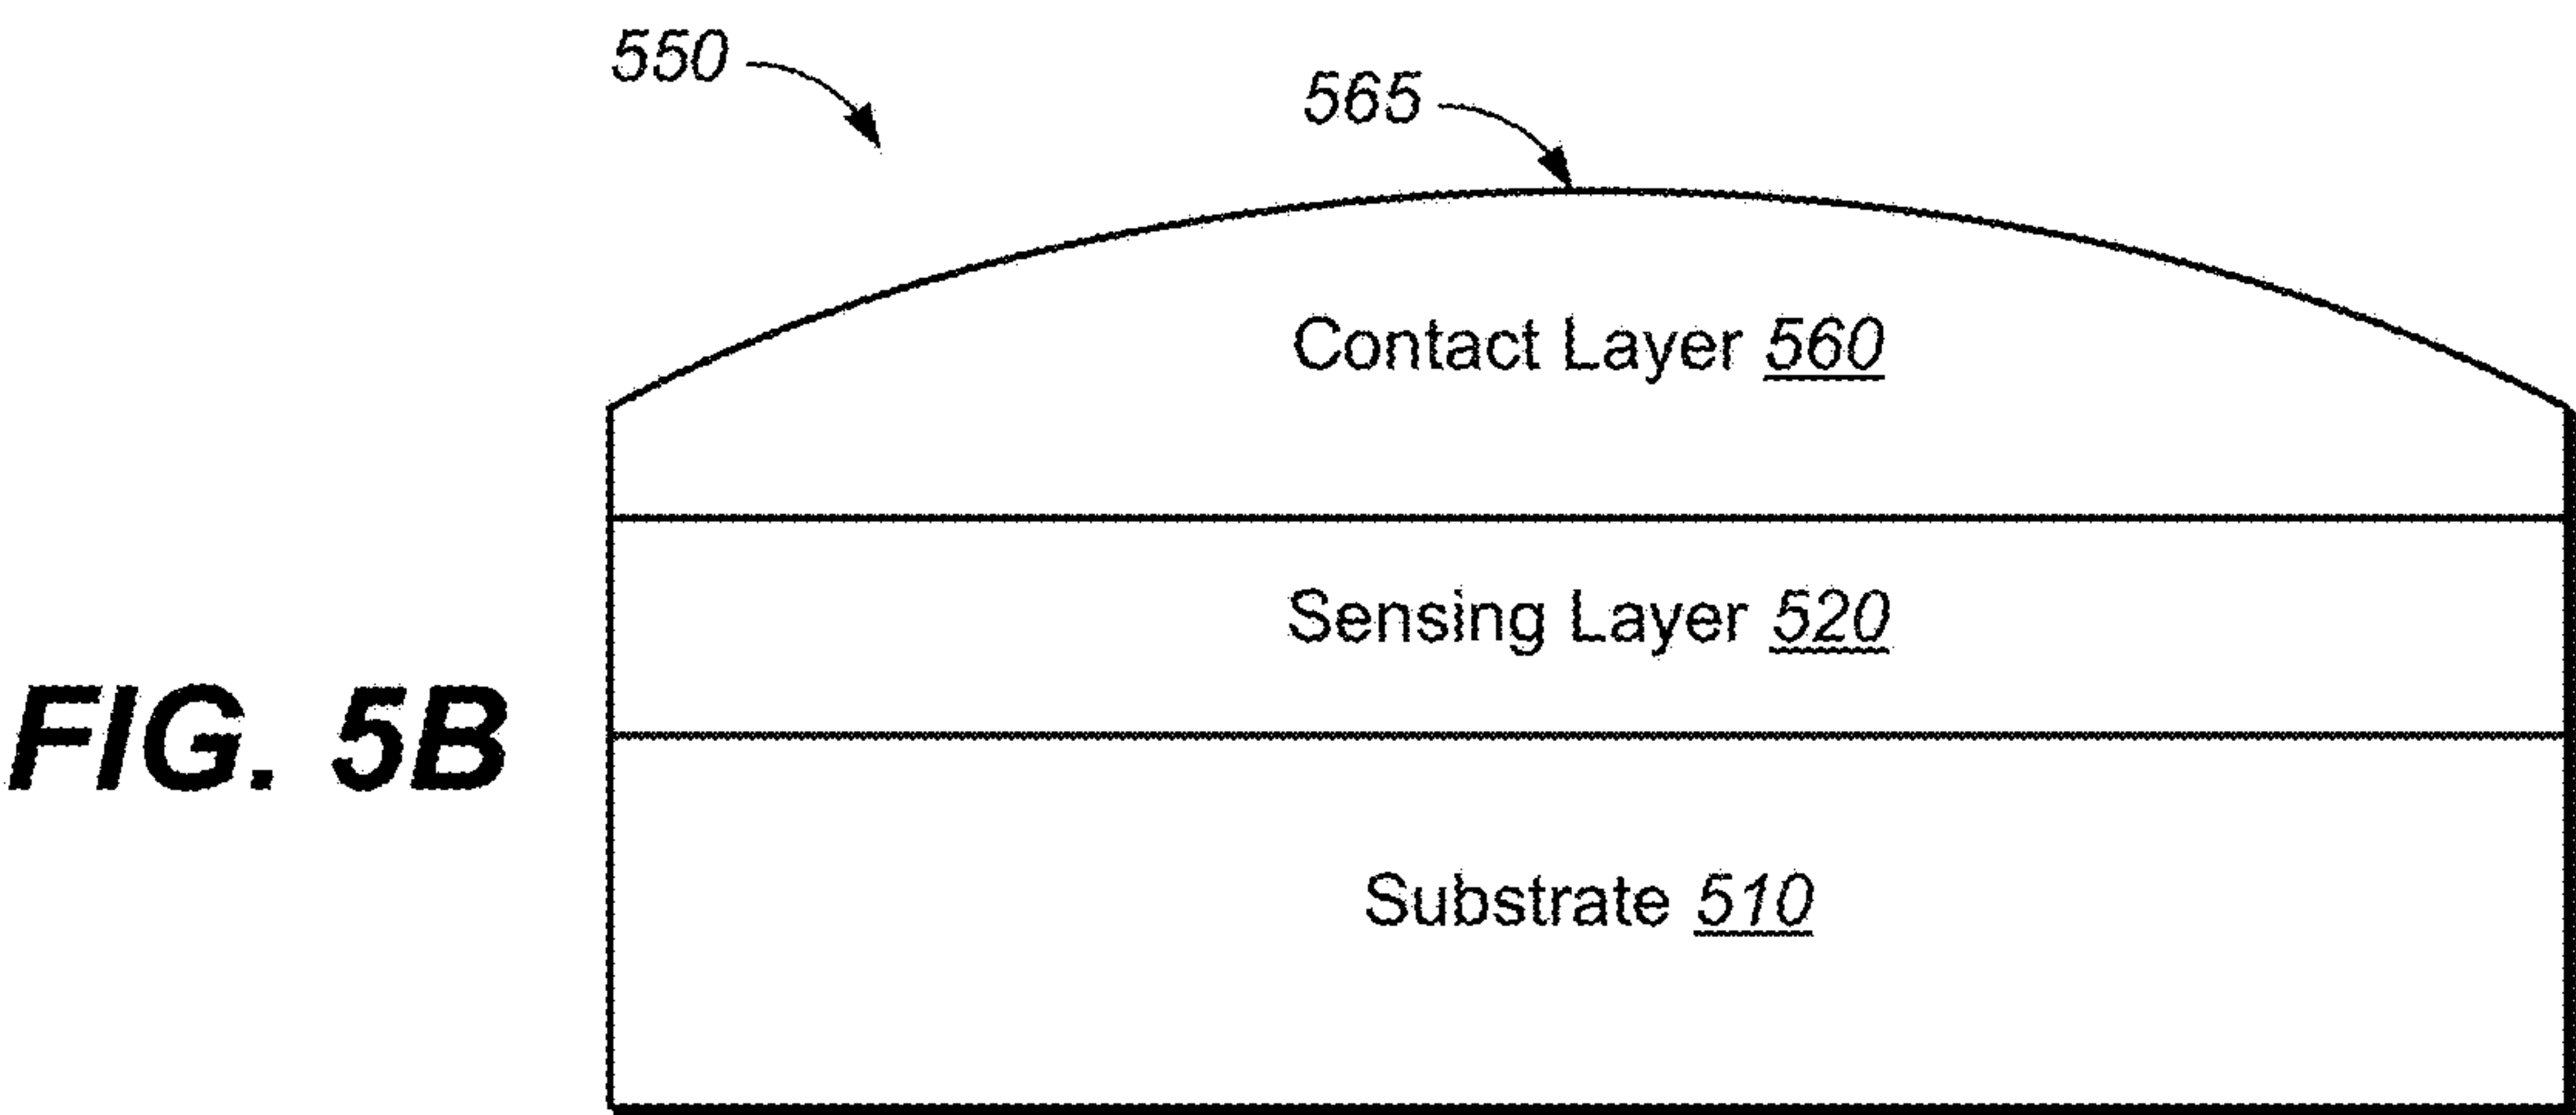 550
565
Contact Layer 560
Sensing Layer 520
FIG. 5B
Substrate 510